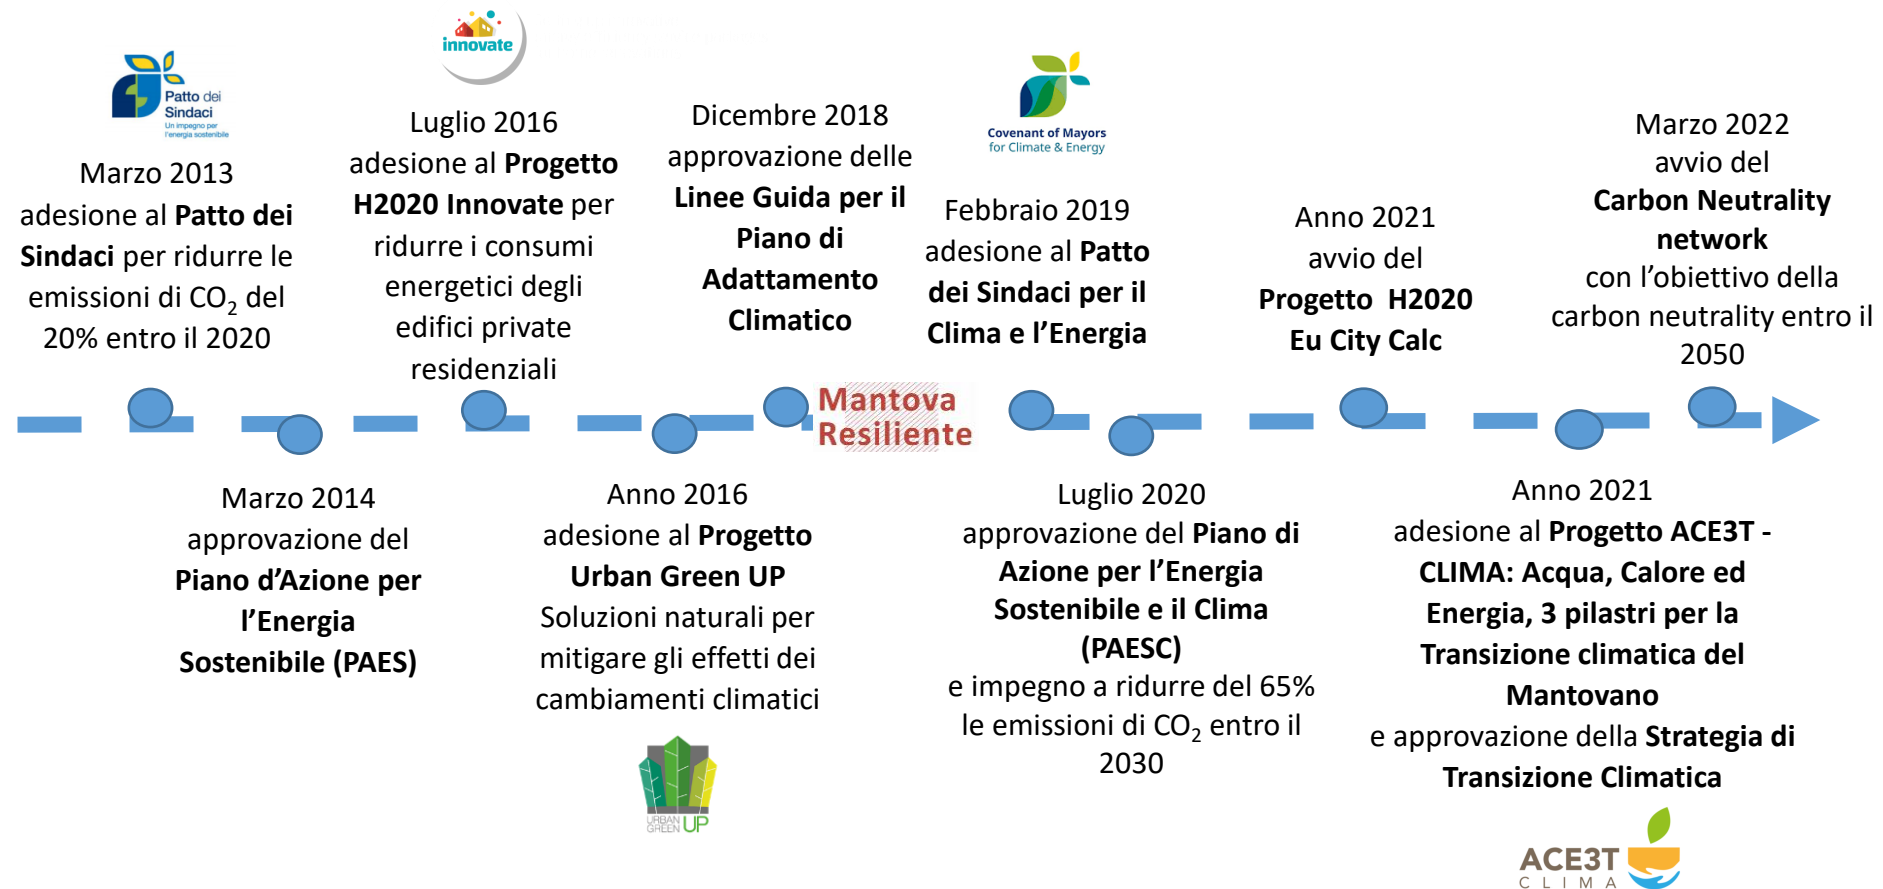 Patto dei
Sindaci
Un impegno per
l'energia sostenibile
Marzo 2013
adesione al Patto dei
Sindaci per ridurre le
emissioni di CO₂ del
20% entro il 2020
innovate
Luglio 2016
adesione al Progetto
H2020 Innovate per
ridurre i consumi
energetici degli
edifici private
residenziali
Dicembre 2018
approvazione delle
Linee Guida per il
Piano di
Adattamento
Climatico
Covenant of Mayors
for Climate & Energy
Febbraio 2019
adesione al Patto
dei Sindaci per il
Clima e l’Energia
Anno 2021
avvio del
Progetto H2020
Eu City Calc
Marzo 2022
avvio del
Carbon Neutrality
network
con l’obiettivo della
carbon neutrality entro il
2050
Mantova
Resiliente
Marzo 2014
approvazione del
Piano d’Azione per
l’Energia
Sostenibile (PAES)
Anno 2016
adesione al Progetto
Urban Green UP
Soluzioni naturali per
mitigare gli effetti dei
cambiamenti climatici
URBAN
GREEN UP
Luglio 2020
approvazione del Piano di
Azione per l’Energia
Sostenibile e il Clima
(PAESC)
e impegno a ridurre del 65%
le emissioni di CO₂ entro il
2030
Anno 2021
adesione al Progetto ACE3T -
CLIMA: Acqua, Calore ed
Energia, 3 pilastri per la
Transizione climatica del
Mantovano
e approvazione della Strategia di
Transizione Climatica
ACE3T
CLIMA